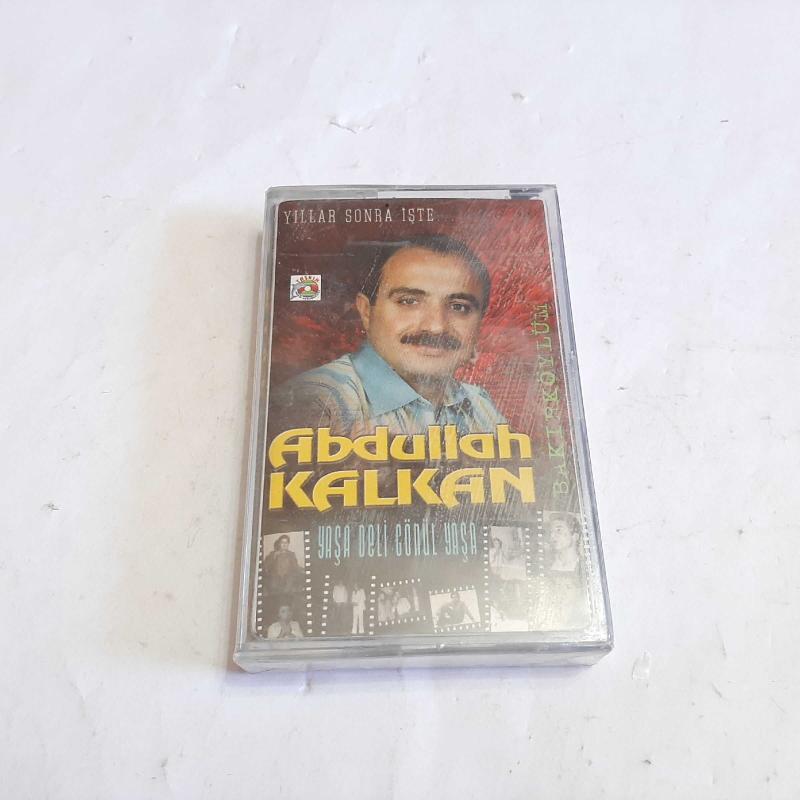 YILLAR SONRA İŞTE
Abdullah
KALKAN
YAŞA DELİ GÖNÜL YAŞA
BAKIRKÖYLÜM